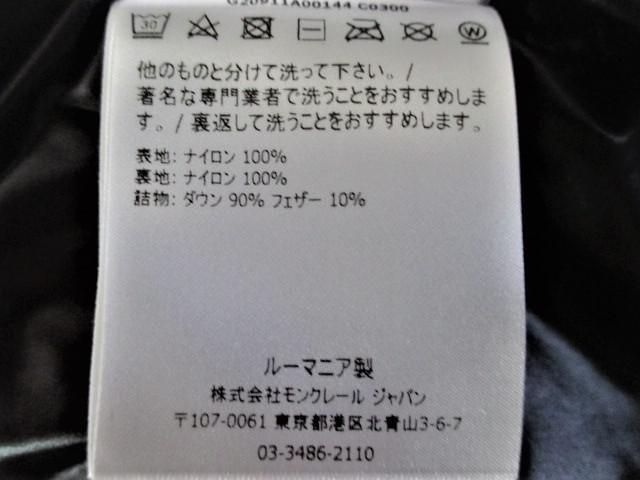 G20911A00144 C0300
30
W
他のものと分けて洗って下さい。/
著名な専門業者で洗うことをおすすめしま
す。/ 裏返して洗うことをおすすめします。
表地: ナイロン 100%
裏地: ナイロン 100%
詰物: ダウン 90% フェザー 10%
ルーマニア製
株式会社モンクレール ジャパン
〒107-0061 東京都港区北青山3-6-7
03-3486-2110